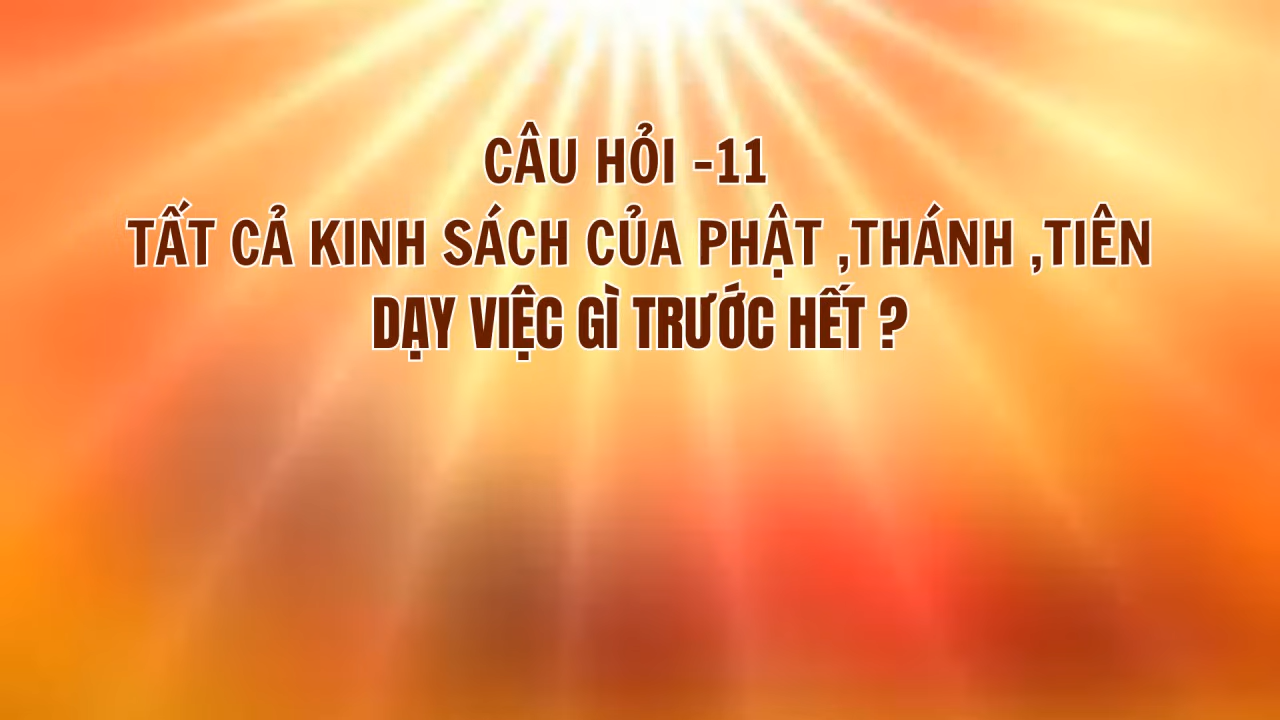 CÂU HỎI -11
TẤT CẢ KINH SÁCH CỦA PHẬT ,THÁNH ,TIÊN
DẠY VIỆC GÌ TRƯỚC HẾT ?